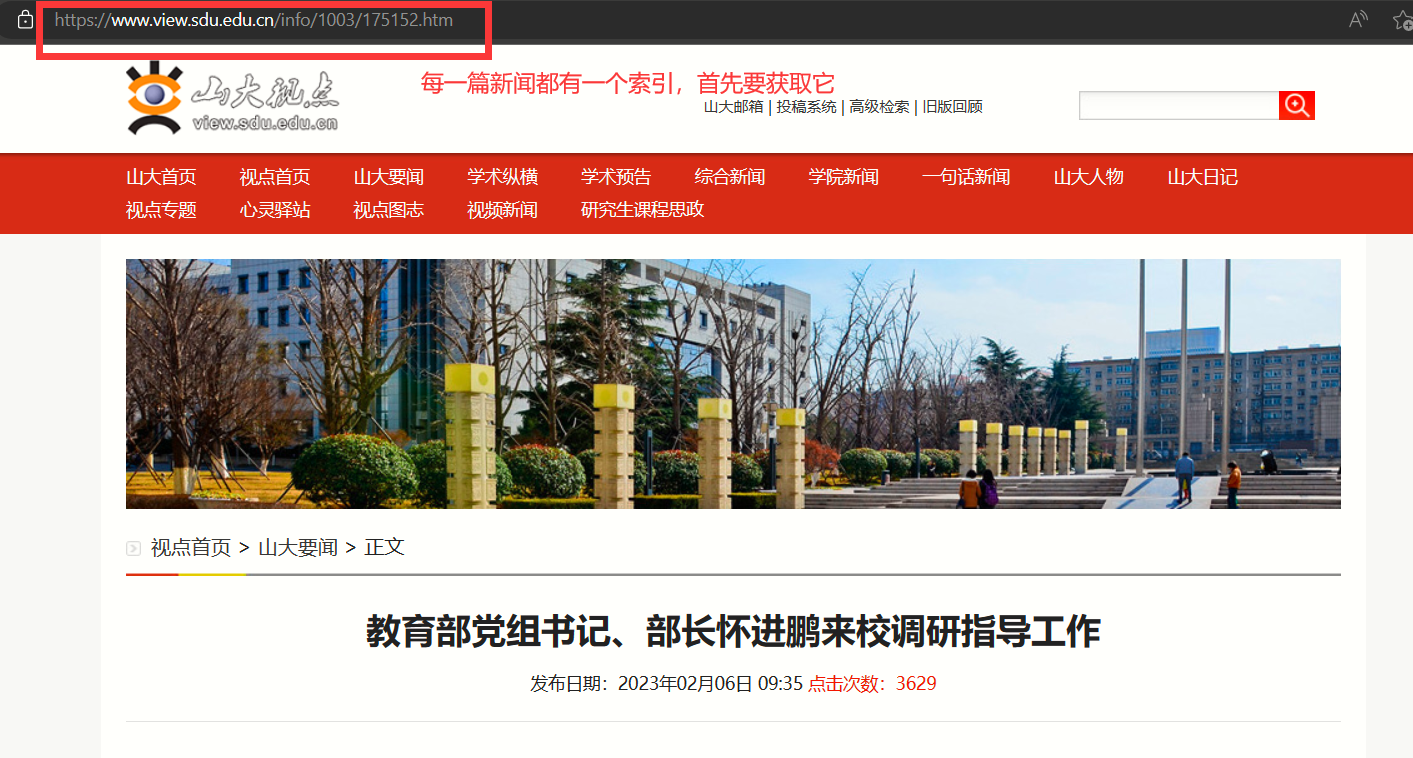 https://www.view.sdu.edu.cn/info/1003/175152.htm
山大视点
view.sdu.edu.cn
每一篇新闻都有一个索引，首先要获取它
山大邮箱 | 投稿系统 | 高级检索 | 旧版回顾
山大首页 视点首页 山大要闻 学术纵横 学术预告 综合新闻 学院新闻 一句话新闻 山大人物 山大日记
视点专题 心灵驿站 视点图志 视频新闻 研究生课程思政
视点首页 > 山大要闻 > 正文
教育部党组书记、部长怀进鹏来校调研指导工作
发布日期：2023年02月06日 09:35 点击次数：3629